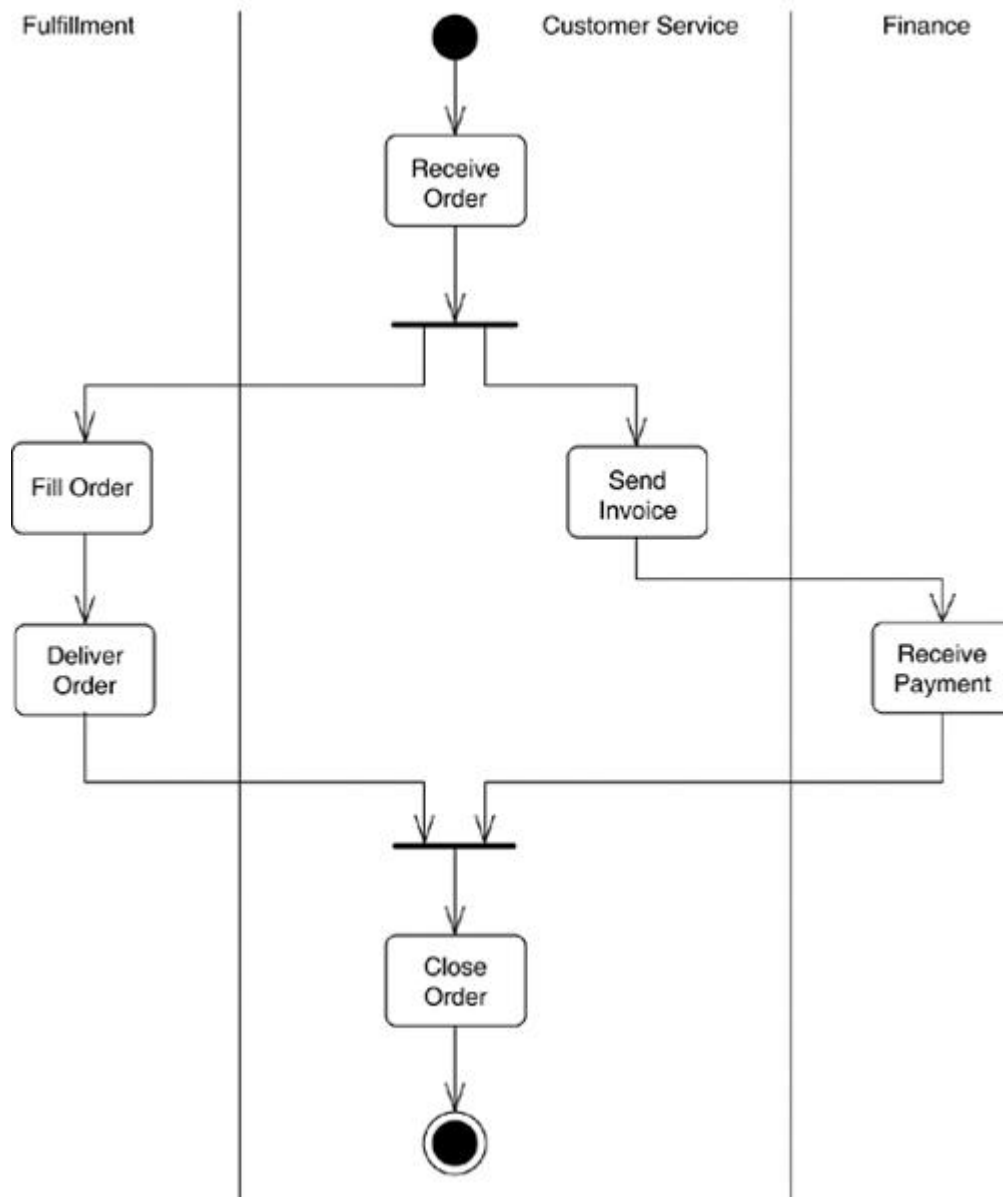 Fulfillment
Customer Service
Finance
Receive
Order
Fill Order
Send
Invoice
Deliver
Order
Receive
Payment
Close
Order